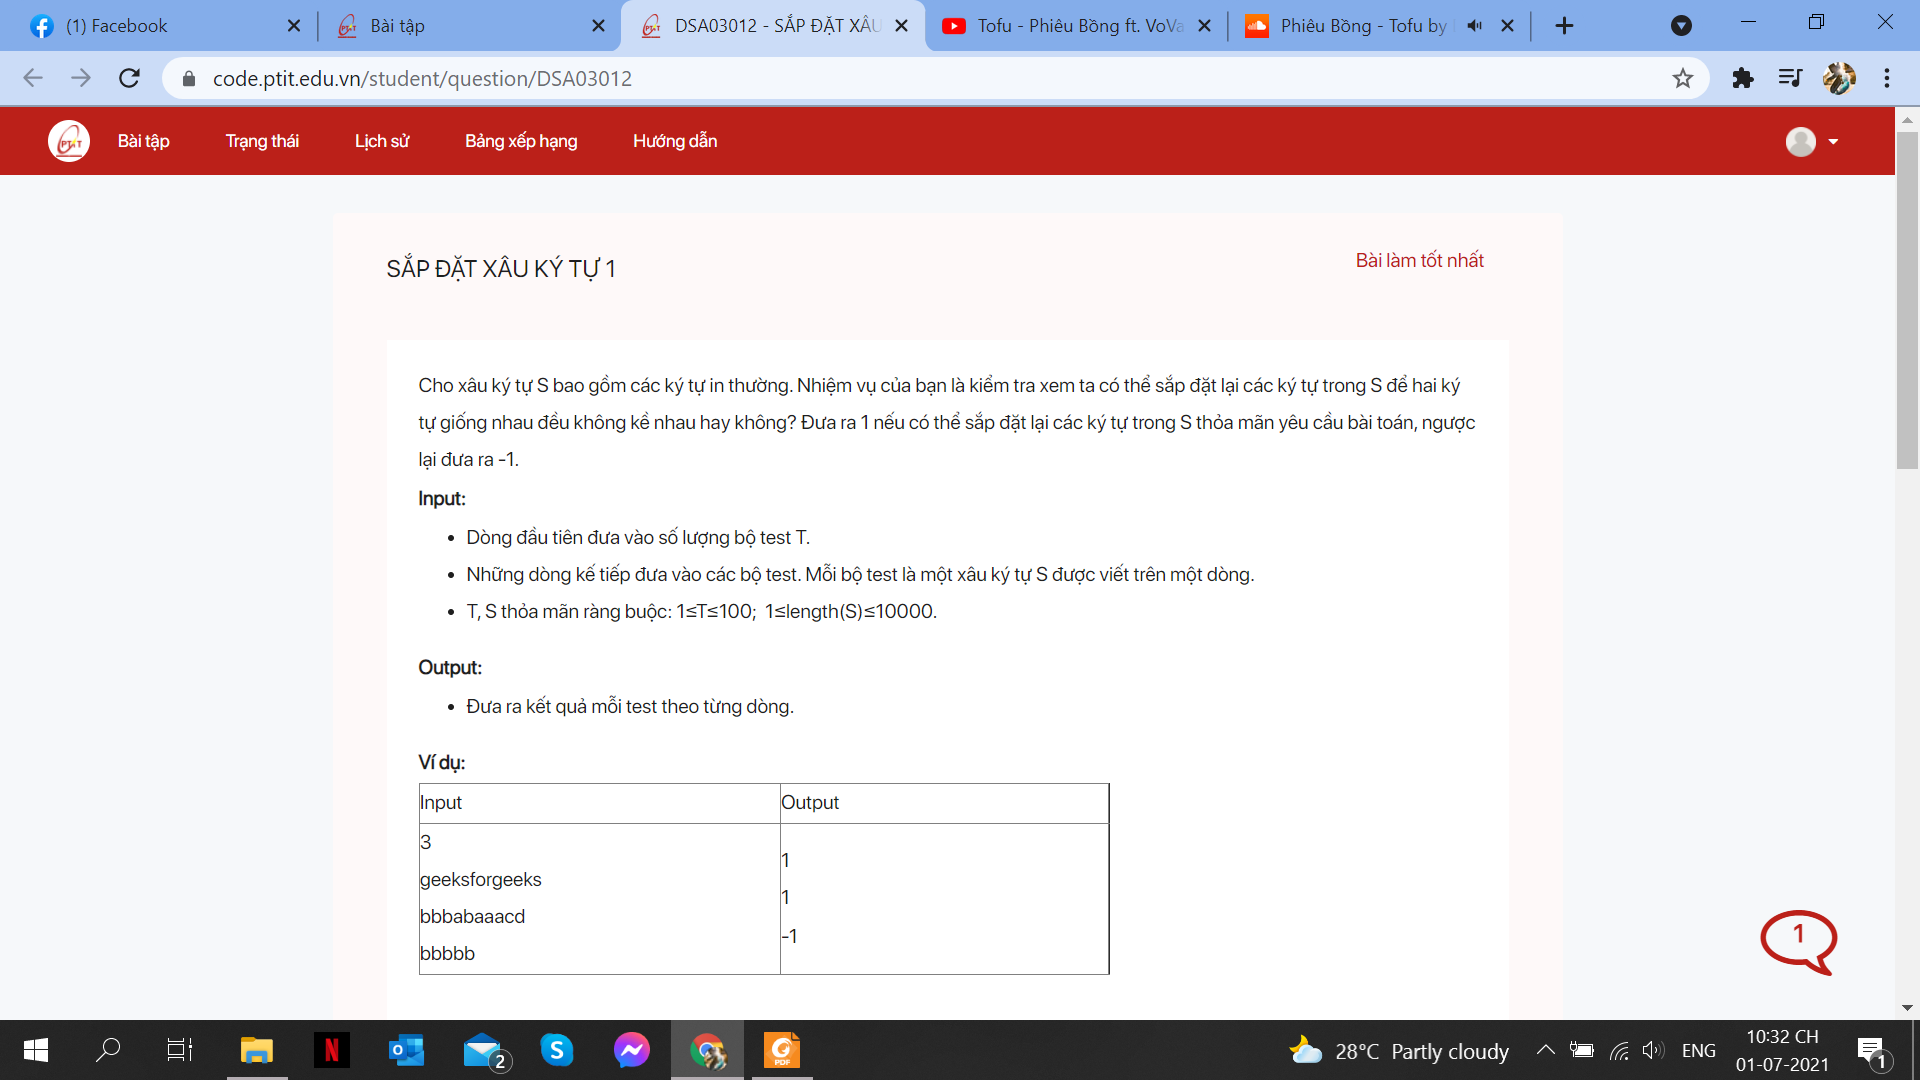 (1) Facebook
Bài tập
DSA03012 - SẮP ĐẶT XÂU
Tofu - Phiêu Bồng ft. VoVa
Phiêu Bồng - Tofu by
code.ptit.edu.vn/student/question/DSA03012
PTIT
Bài tập
Trạng thái
Lịch sử
Bảng xếp hạng
Hướng dẫn
SẮP ĐẶT XÂU KÝ TỰ 1
Bài làm tốt nhất
Cho xâu ký tự S bao gồm các ký tự in thường. Nhiệm vụ của bạn là kiểm tra xem ta có thể sắp đặt lại các ký tự trong S để hai ký
tự giống nhau đều không kề nhau hay không? Đưa ra 1 nếu có thể sắp đặt lại các ký tự trong S thỏa mãn yêu cầu bài toán, ngược
lại đưa ra -1.
Input:
• Dòng đầu tiên đưa vào số lượng bộ test T.
• Những dòng kế tiếp đưa vào các bộ test. Mỗi bộ test là một xâu ký tự S được viết trên một dòng.
• T, S thỏa mãn ràng buộc: 1≤T≤100; 1≤length(S)≤10000.
Output:
• Đưa ra kết quả mỗi test theo từng dòng.
Ví dụ:
Input
Output
3
geeksforgeeks
bbbabaaacd
bbbbb
1
1
-1
1
N
2
S
PDF
28°C Partly cloudy
ENG
10:32 CH
01-07-2021
1